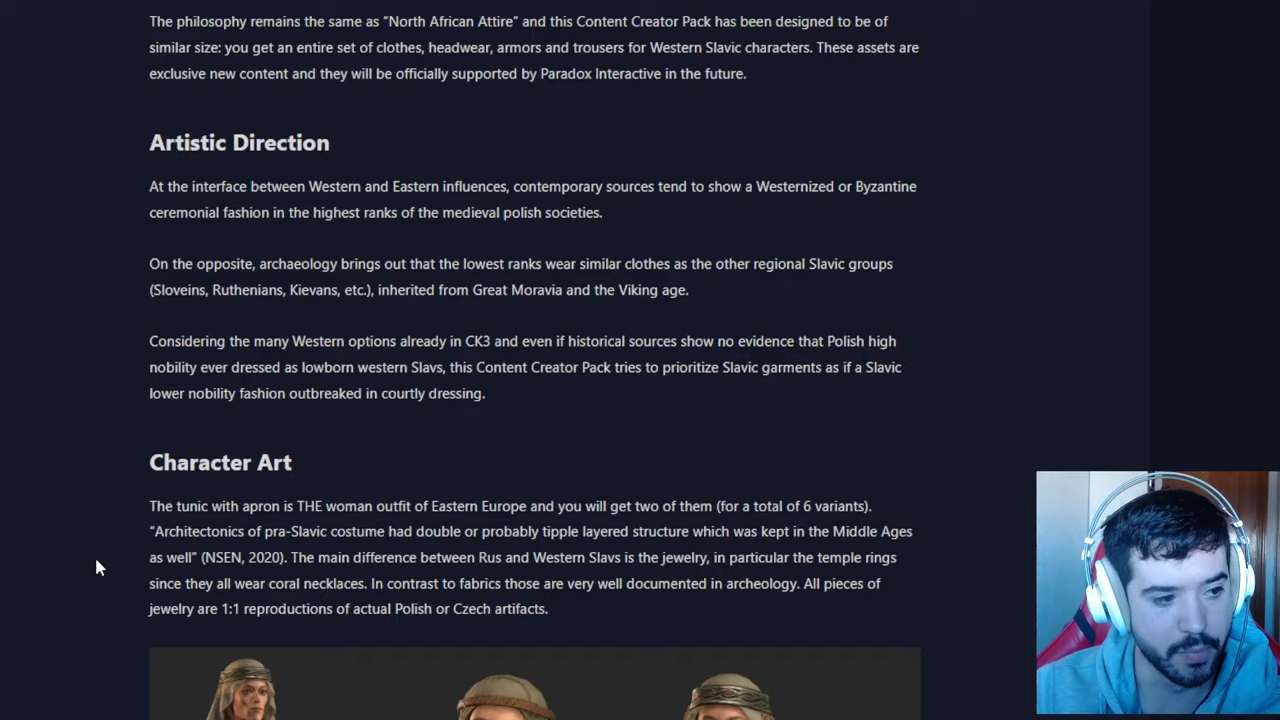 The philosophy remains the same as “North African Attire” and this Content Creator Pack has been designed to be of
similar size: you get an entire set of clothes, headwear, armors and trousers for Western Slavic characters. These assets are
exclusive new content and they will be officially supported by Paradox Interactive in the future.
Artistic Direction
At the interface between Western and Eastern influences, contemporary sources tend to show a Westernized or Byzantine
ceremonial fashion in the highest ranks of the medieval polish societies.
On the opposite, archaeology brings out that the lowest ranks wear similar clothes as the other regional Slavic groups
(Sloveins, Ruthenians, Kievans, etc.), inherited from Great Moravia and the Viking age.
Considering the many Western options already in CK3 and even if historical sources show no evidence that Polish high
nobility ever dressed as lowborn western Slavs, this Content Creator Pack tries to prioritize Slavic garments as if a Slavic
lower nobility fashion outbreaked in courtly dressing.
Character Art
The tunic with apron is THE woman outfit of Eastern Europe and you will get two of them (for a total of 6 variants).
“Architectonics of pra-Slavic costume had double or probably tipple layered structure which was kept in the Middle Ages
as well” (NSEN, 2020). The main difference between Rus and Western Slavs is the jewelry, in particular the temple rings
since they all wear coral necklaces. In contrast to fabrics those are very well documented in archeology. All pieces of
jewelry are 1:1 reproductions of actual Polish or Czech artifacts.